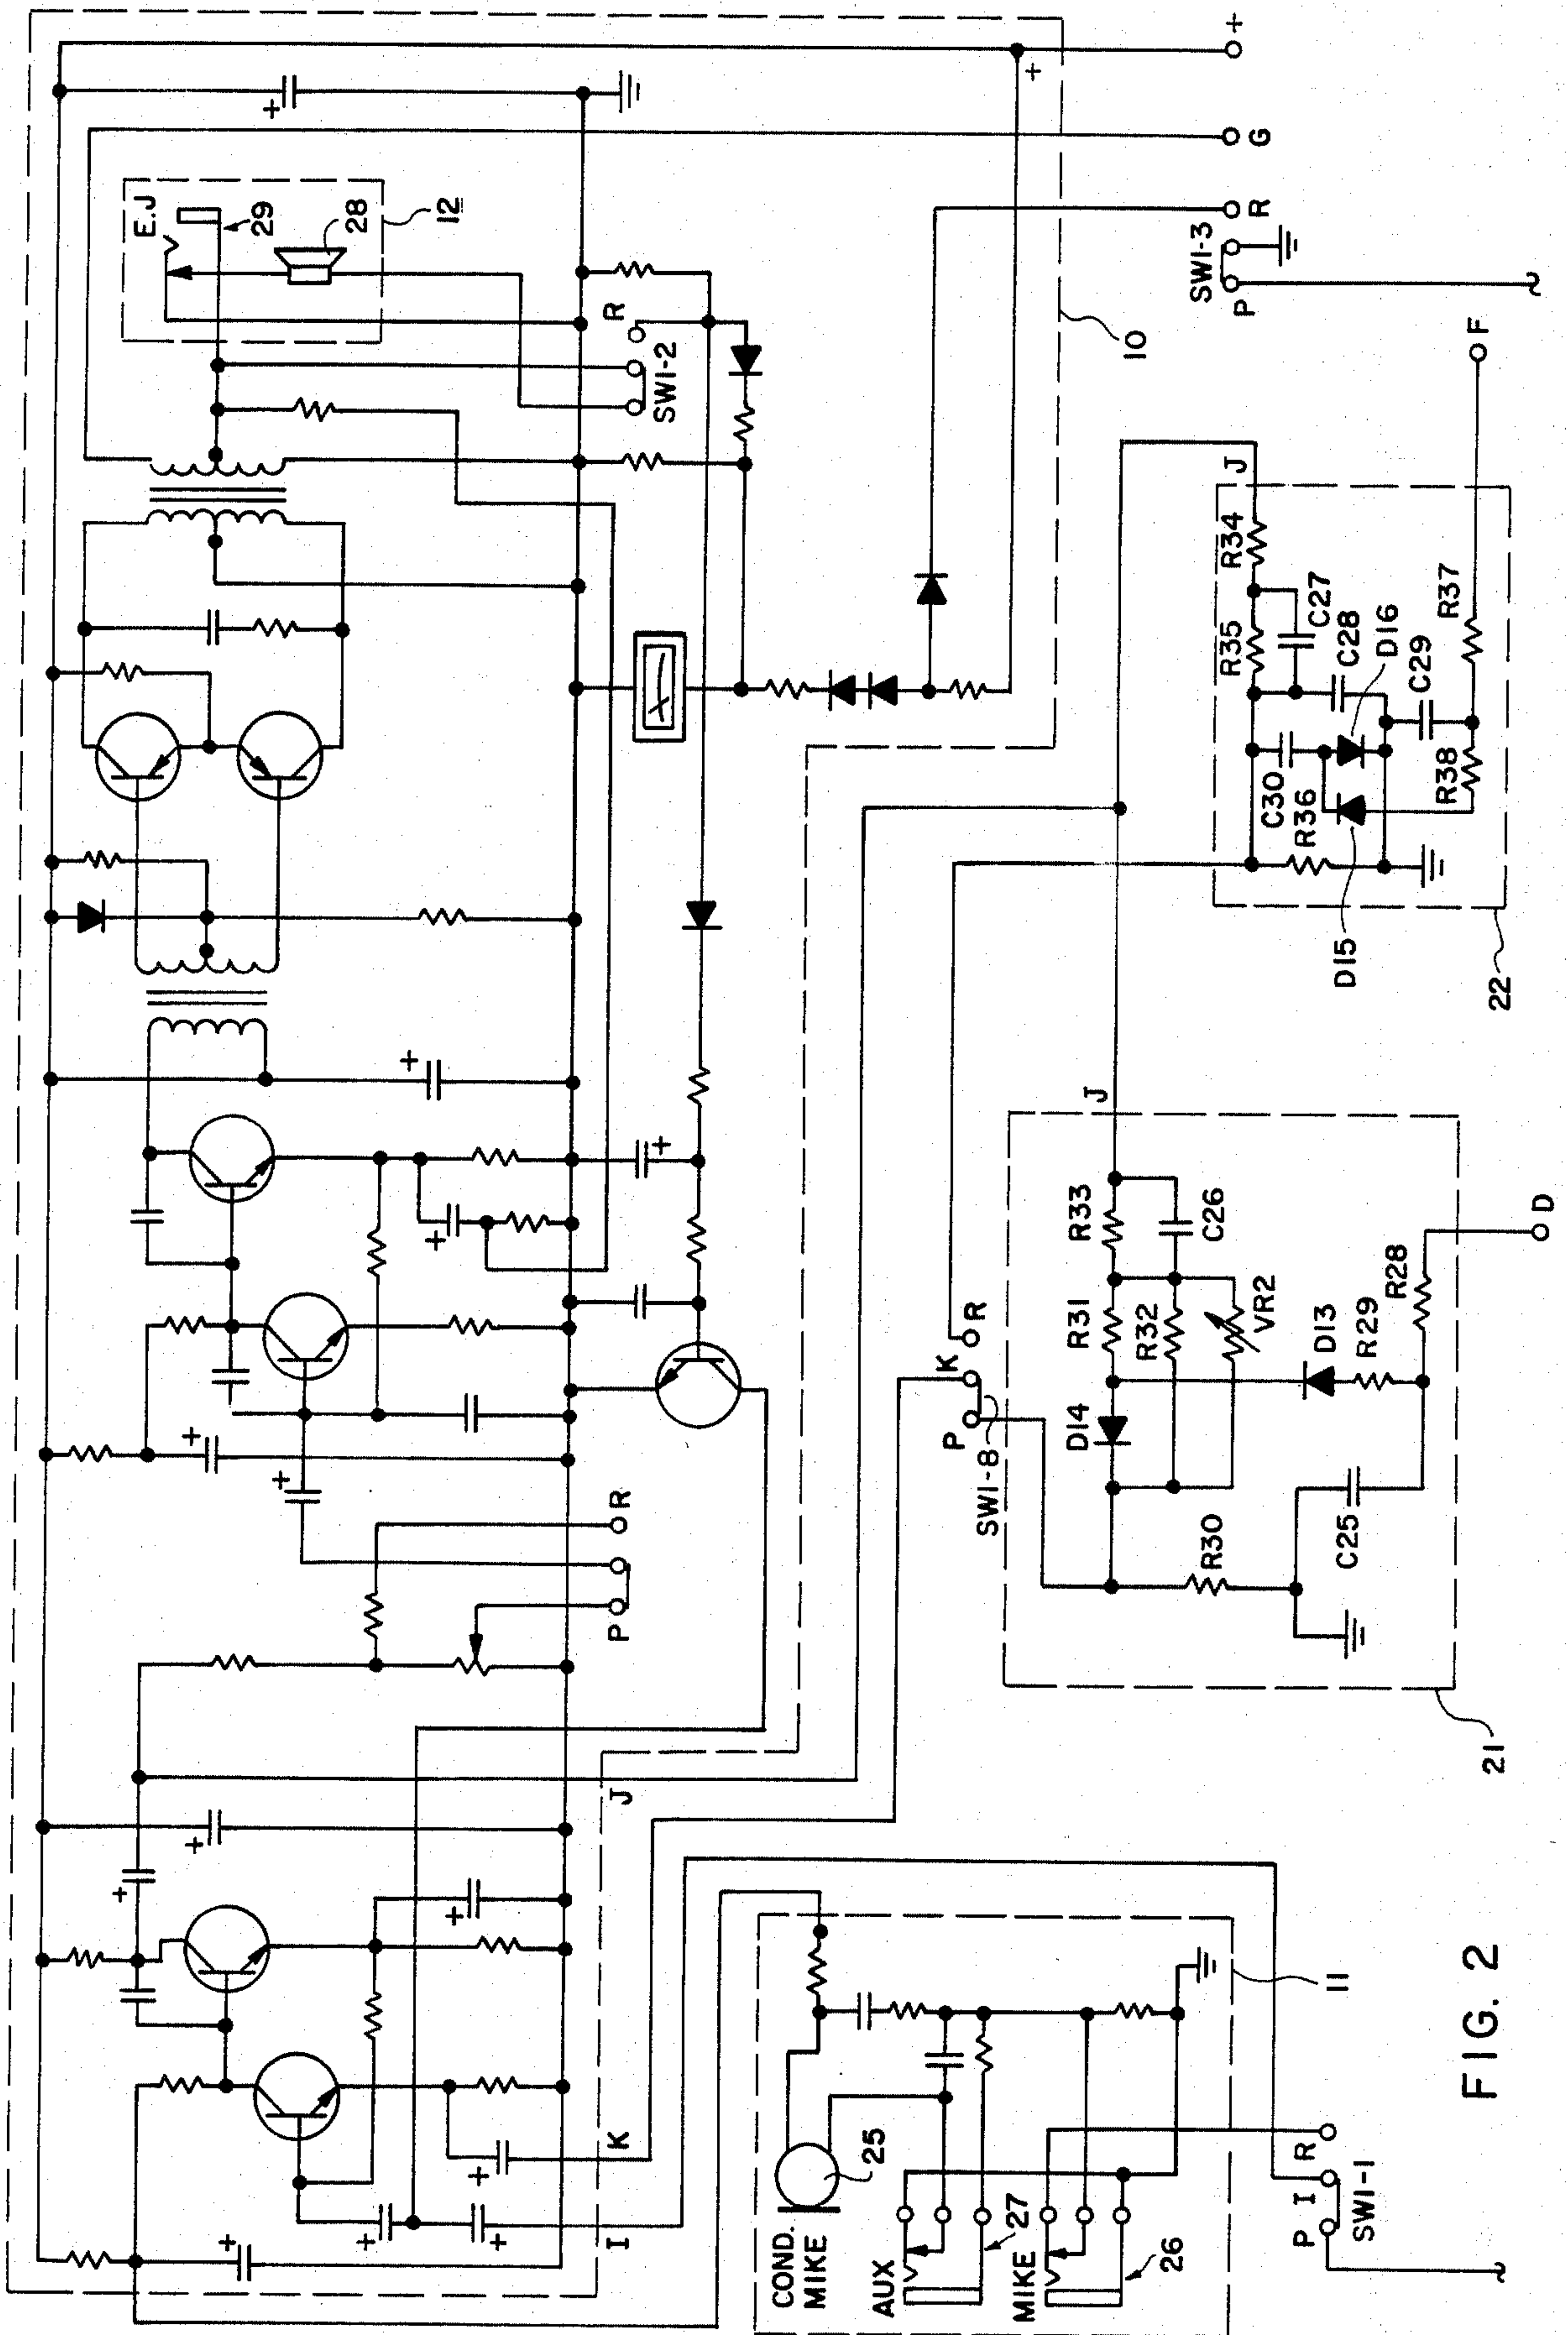 +
+
G
R
SW1-3
P
E.J
29
28
12
R
SW1-2
10
F
J
R34
R35
C27
C28
D16
C29
R37
C30
R36
R38
D15
22
J
R33
C26
D
R31
R32
VR2
R28
D13
R29
D14
C25
R30
21
R
K
P
SW1-8
R
P
J
K
I
11
COND.
MIKE
25
AUX
27
MIKE
26
R
I
P
SW1-1
FIG. 2